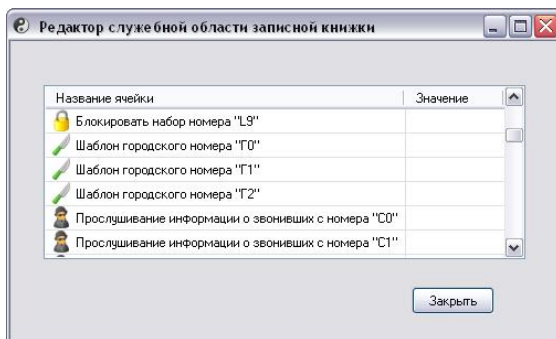 Редактор служебной области записной книжки
Название ячейки Значение
Блокировать набор номера "L9"
Шаблон городского номера "Г0"
Шаблон городского номера "Г1"
Шаблон городского номера "Г2"
Прослушивание информации о звонивших с номера "С0"
Прослушивание информации о звонивших с номера "С1"
Закрыть